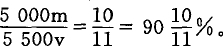 5 000m/5 500v = 10/11 = 90 10/11 %。